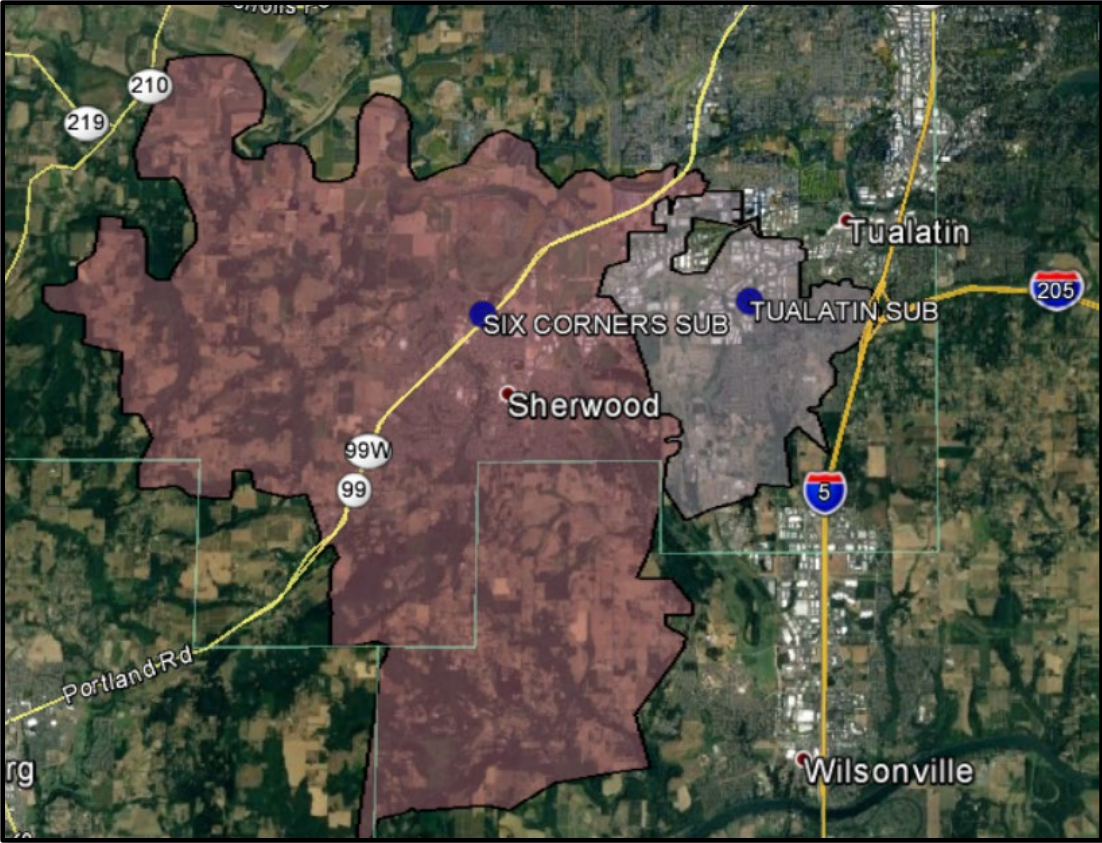 210
219
Tualatin
205
TUALATIN SUB
SIX CORNERS SUB
Sherwood
99W
99
5
Portland Rd
rg
Wilsonville